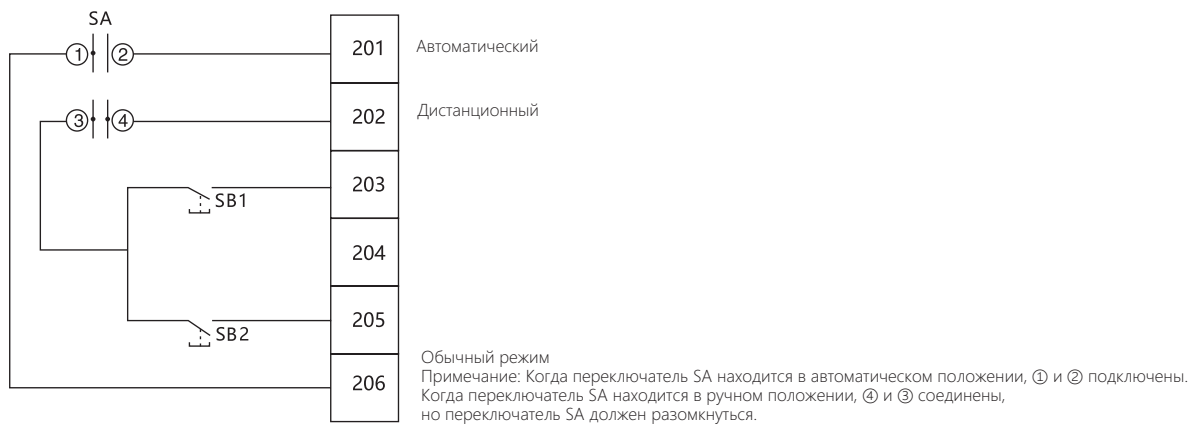 SA
① ② 201 Автоматический
③ ④ 202 Дистанционный
203
SB1
204
205
SB2
206
Обычный режим
Примечание: Когда переключатель SA находится в автоматическом положении, ① и ② подключены.
Когда переключатель SA находится в ручном положении, ④ и ③ соединены,
но переключатель SA должен разомкнуться.